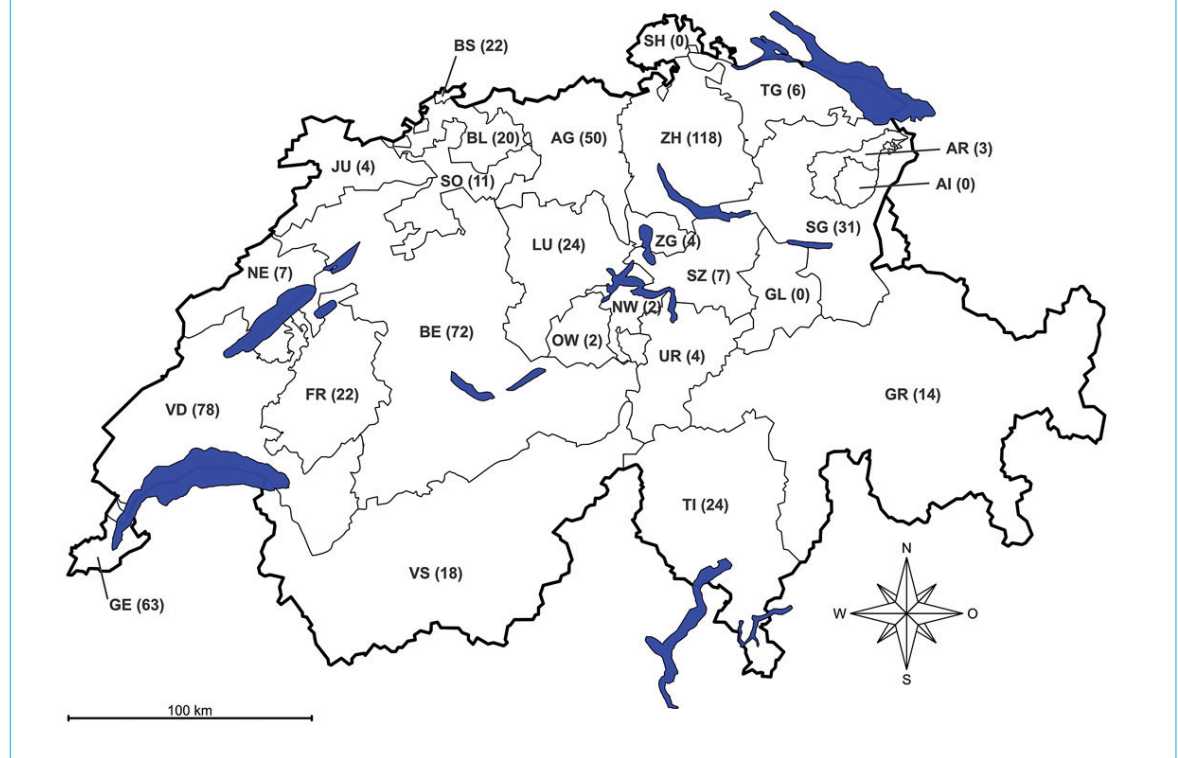 BS (22)
SH (0)
TG (6)
BL (20)
AG (50)
ZH (118)
AR (3)
JU (4)
SO (11)
AI (0)
SG (31)
LU (24)
ZG (4)
NE (7)
SZ (7)
GL (0)
NW (2)
BE (72)
OW (2)
UR (4)
FR (22)
GR (14)
VD (78)
TI (24)
VS (18)
GE (63)
N
W
O
S
100 km